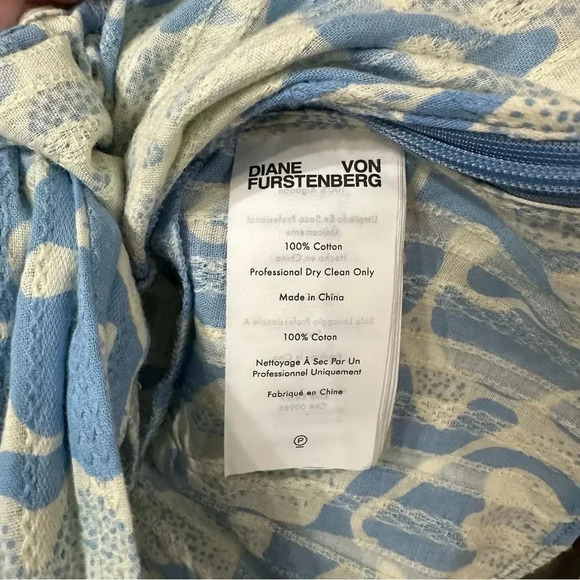 DIANE VON
FURSTENBERG
100% Cotton
Professional Dry Clean Only
Made in China
100% Coton
Nettoyage À Sec Par Un
Professionnel Uniquement
Fabriqué en Chine
P